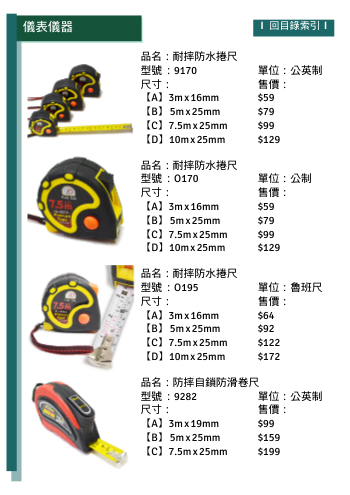 儀表儀器
回目錄索引
品名：耐摔防水捲尺
型號：9170 單位：公英制
尺寸： 售價：
【A】3m x 16mm $59
【B】5m x 25mm $79
【C】7.5m x 25mm $99
【D】10m x 25mm $129
品名：耐摔防水捲尺
型號：O170 單位：公制
尺寸： 售價：
【A】3m x 16mm $59
【B】5m x 25mm $79
【C】7.5m x 25mm $99
【D】10m x 25mm $129
7.5
品名：耐摔防水捲尺
型號：O195 單位：魯班尺
尺寸： 售價：
【A】3m x 16mm $64
【B】5m x 25mm $92
【C】7.5m x 25mm $122
【D】10m x 25mm $172
7.5
品名：防摔自鎖防滑卷尺
型號：9282 單位：公英制
尺寸： 售價：
【A】3m x 19mm $99
【B】5m x 25mm $159
【C】7.5m x 25mm $199